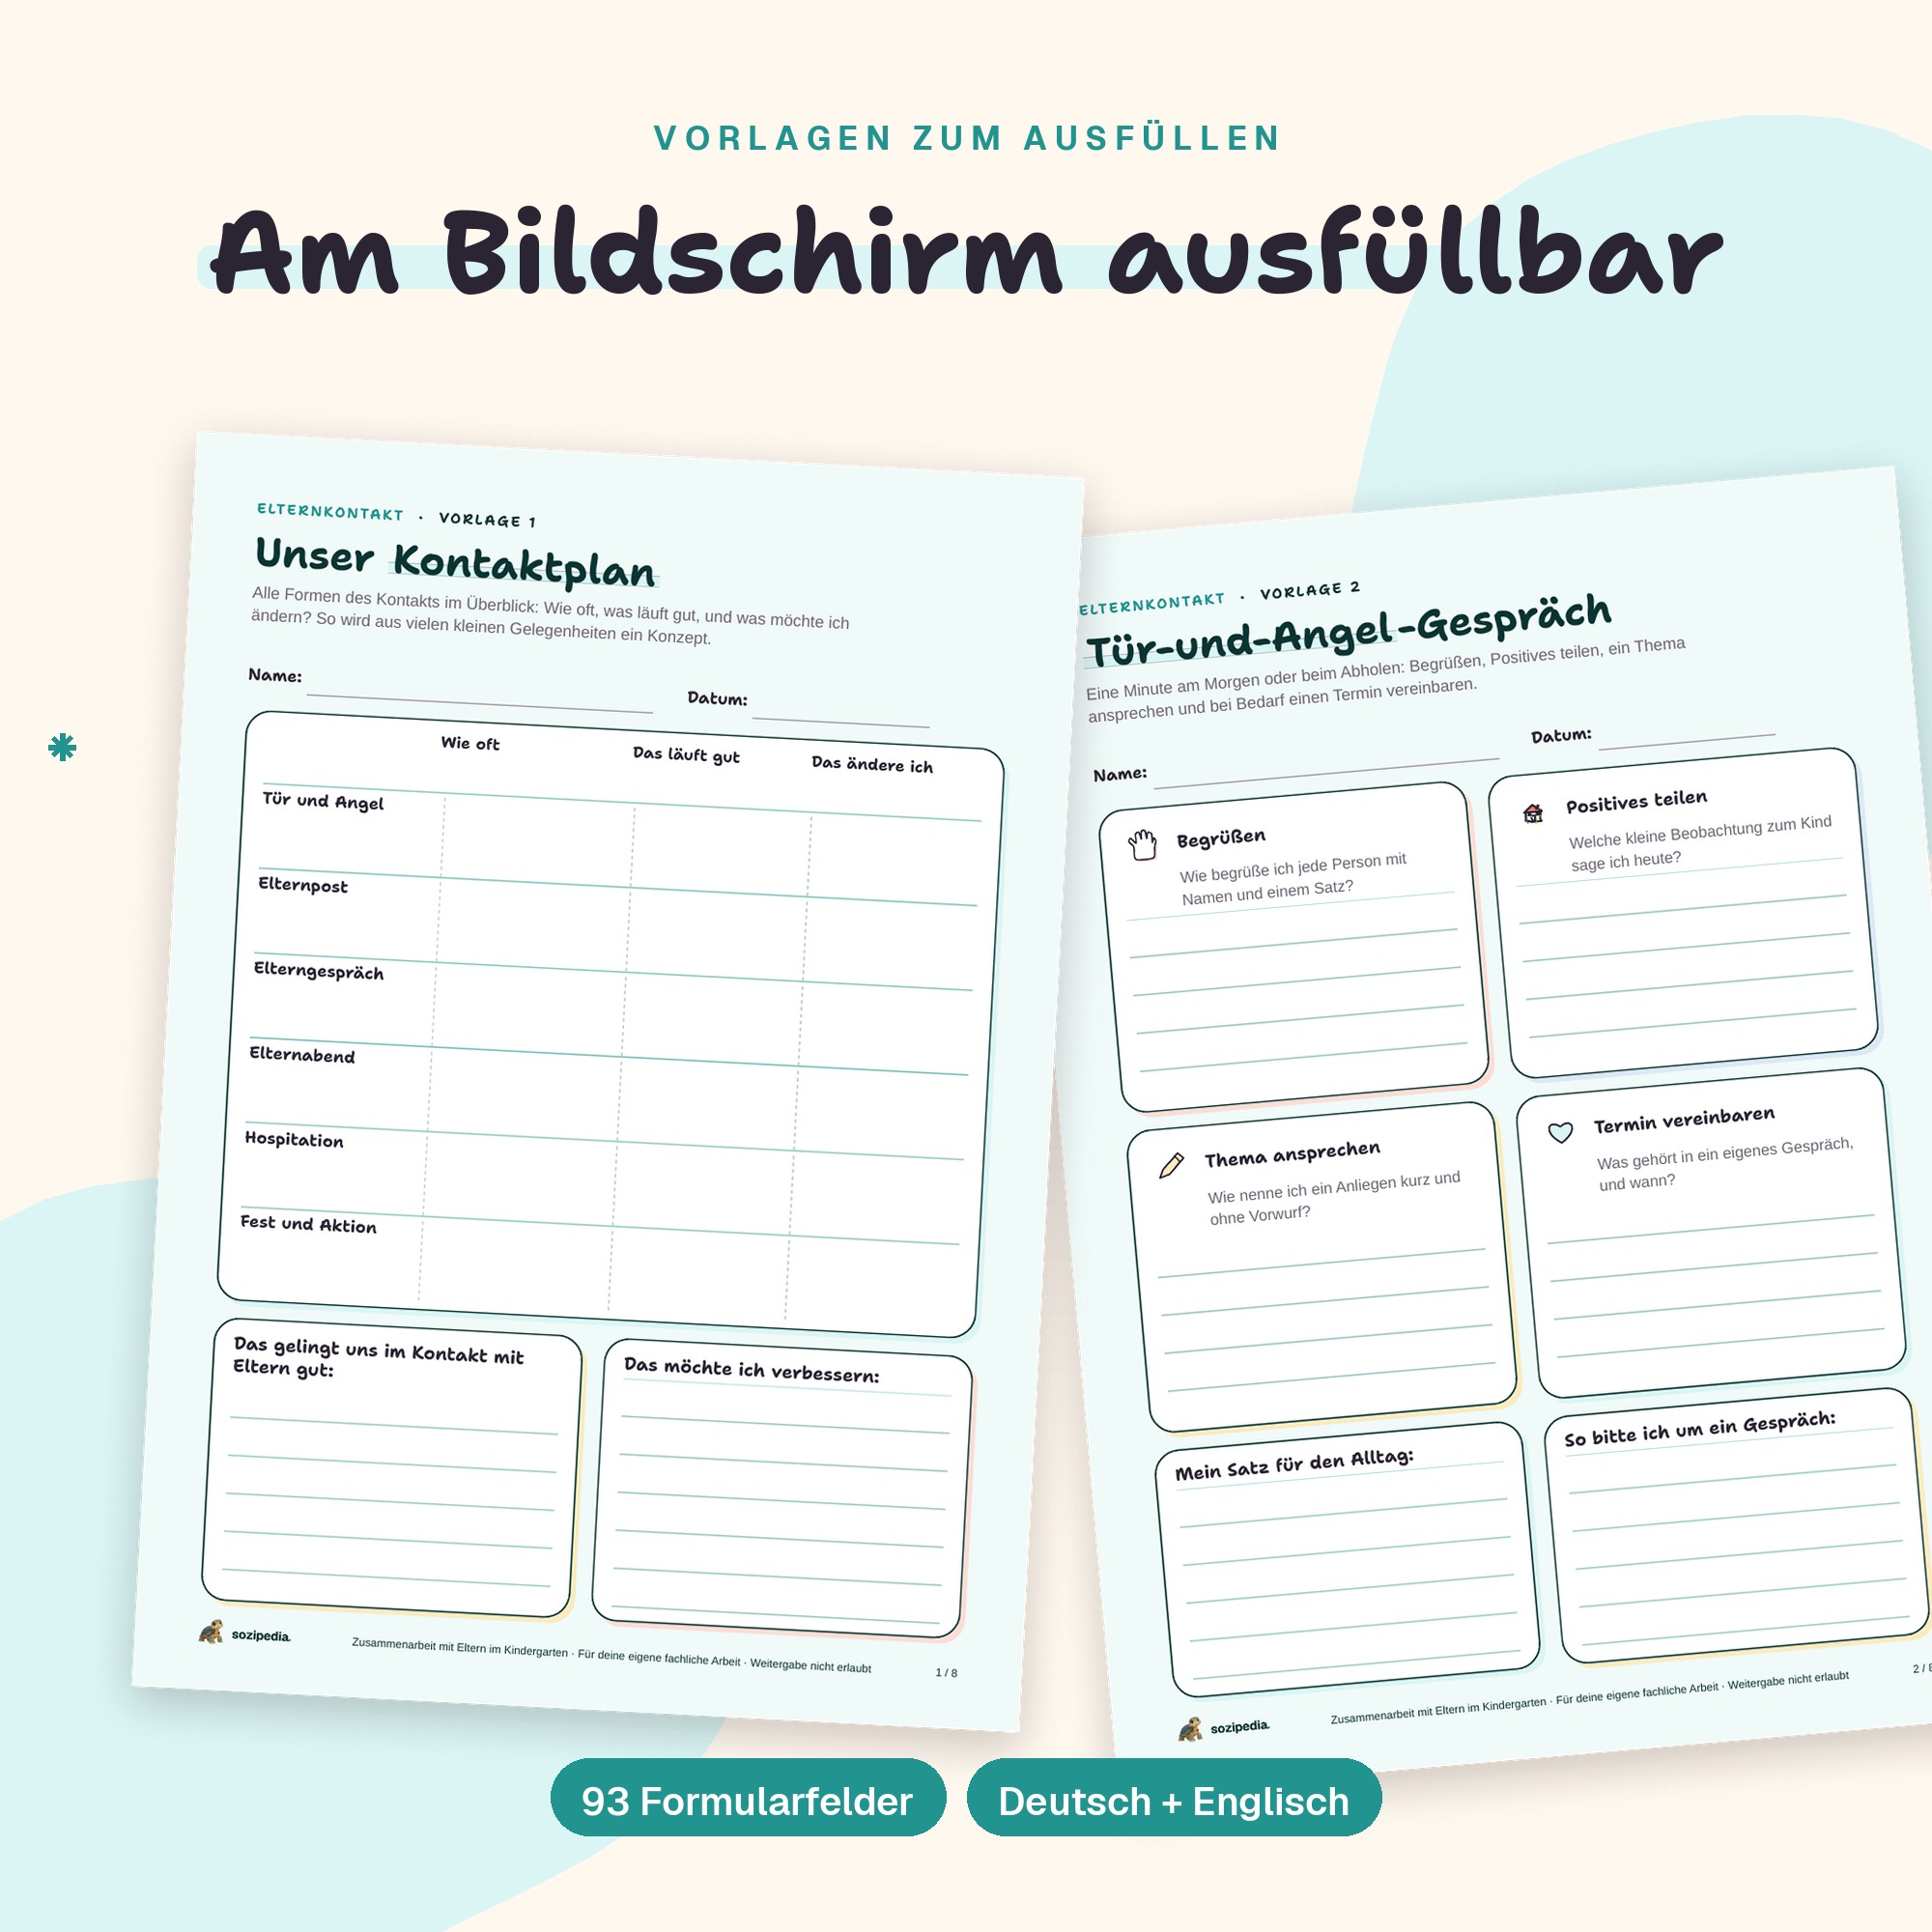 VORLAGEN ZUM AUSFÜLLEN
Am Bildschirm ausfüllbar
ELTERNKONTAKT · VORLAGE 1
Unser Kontaktplan
Alle Formen des Kontakts im Überblick: Wie oft, was läuft gut, und was möchte ich
ändern? So wird aus vielen kleinen Gelegenheiten ein Konzept.
Name:
Datum:
Wie oft
Das läuft gut
Das ändere ich
Tür und Angel
Elternpost
Elterngespräch
Elternabend
Hospitation
Fest und Aktion
Das gelingt uns im Kontakt mit
Eltern gut:
Das möchte ich verbessern:
sozipedia.
Zusammenarbeit mit Eltern im Kindergarten · Für deine eigene fachliche Arbeit · Weitergabe nicht erlaubt
1 / 8
ELTERNKONTAKT · VORLAGE 2
Tür-und-Angel-Gespräch
Eine Minute am Morgen oder beim Abholen: Begrüßen, Positives teilen, ein Thema
ansprechen und bei Bedarf einen Termin vereinbaren.
Name:
Datum:
Begrüßen
Wie begrüße ich jede Person mit
Namen und einem Satz?
Positives teilen
Welche kleine Beobachtung zum Kind
sage ich heute?
Thema ansprechen
Wie nenne ich ein Anliegen kurz und
ohne Vorwurf?
Termin vereinbaren
Was gehört in ein eigenes Gespräch,
und wann?
Mein Satz für den Alltag:
So bitte ich um ein Gespräch:
sozipedia.
Zusammenarbeit mit Eltern im Kindergarten · Für deine eigene fachliche Arbeit · Weitergabe nicht erlaubt
2 / 8
93 Formularfelder
Deutsch + Englisch